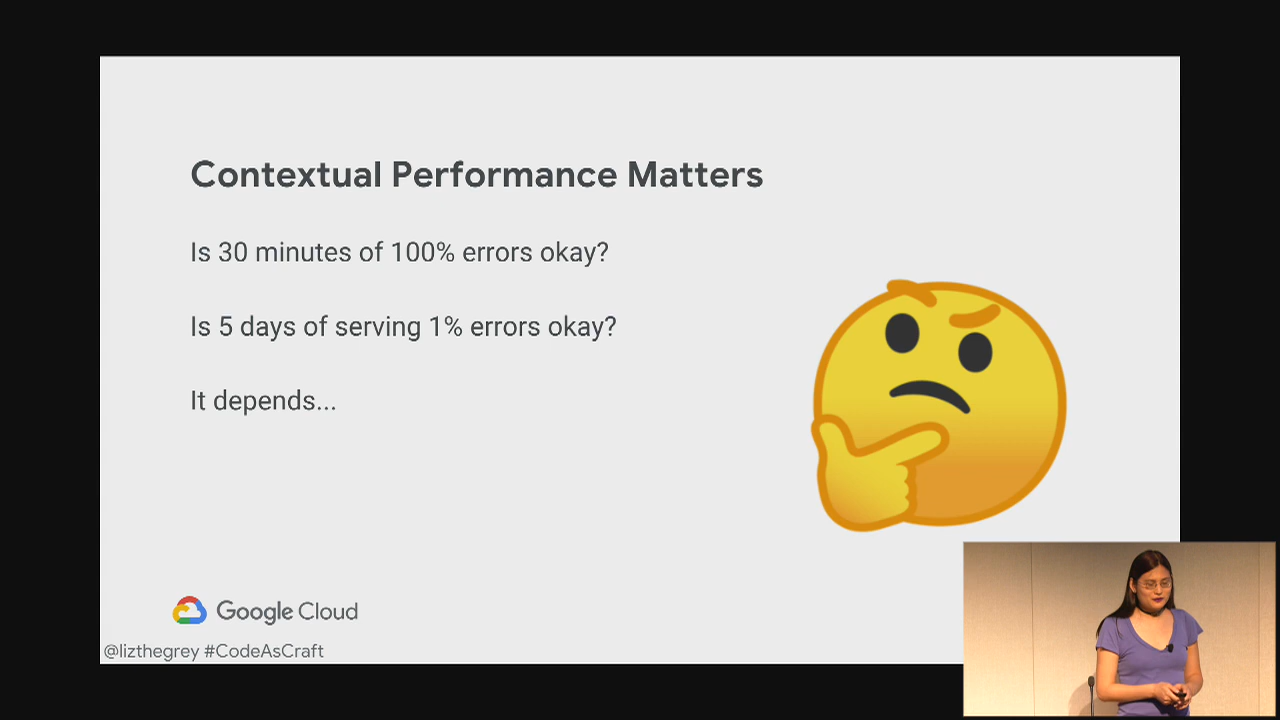 Contextual Performance Matters
Is 30 minutes of 100% errors okay?
Is 5 days of serving 1% errors okay?
It depends...
Google Cloud
@lizthegrey #CodeAsCraft